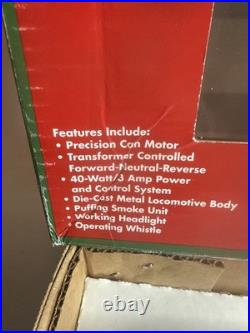 Features Include:
• Precision Can Motor
• Transformer Controlled
Forward-Neutral-Reverse
• 40-Watt/3 Amp Power
and Control System
• Die-Cast Metal Locomotive Body
• Puffing Smoke Unit
• Working Headlight
• Operating Whistle
ebay